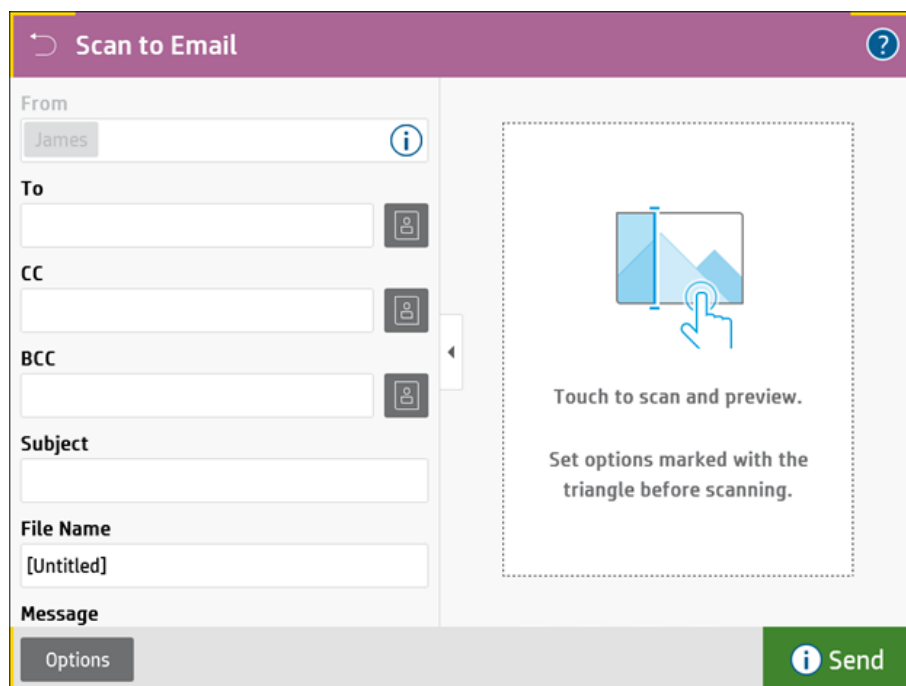 Scan to Email
?
From
James
i
To
CC
BCC
Subject
File Name
[Untitled]
Message
Touch to scan and preview.
Set options marked with the
triangle before scanning.
Options
i Send